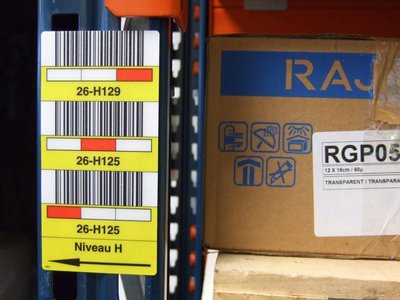 26-H129
26-H125
26-H125
Niveau H
RAJ
RGP05
12 X 18cm / 60µ
TRANSPARENT / TRANSPARA